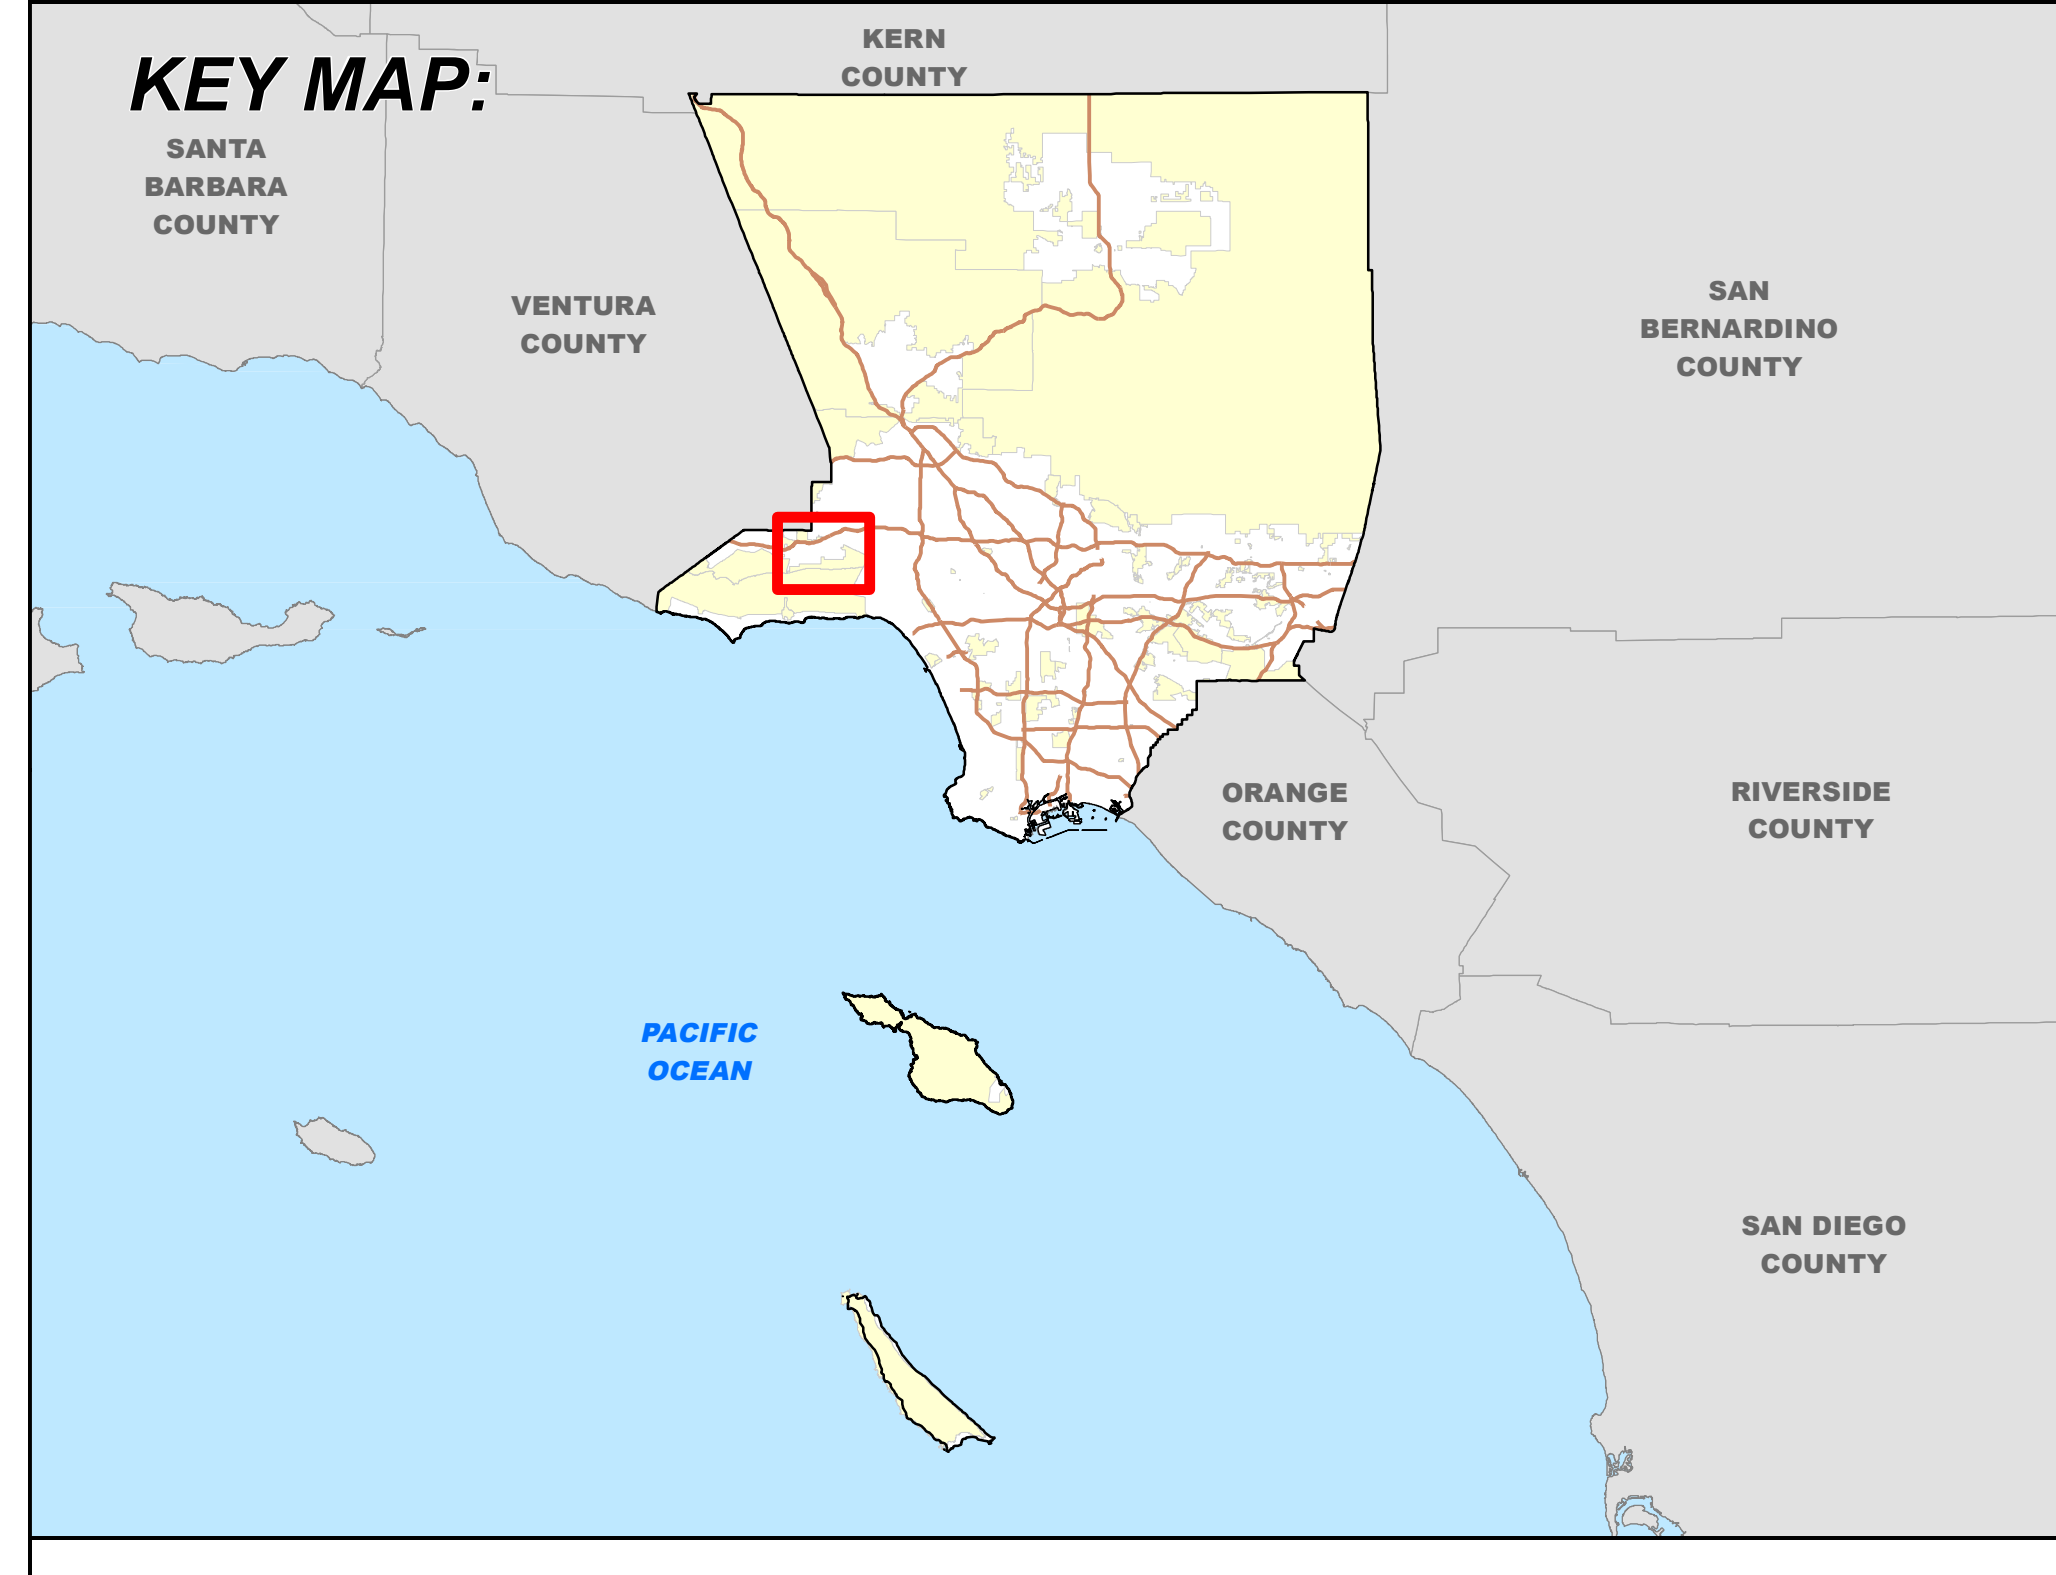 KERN
COUNTY
KEY MAP:
SANTA
BARBARA
COUNTY
VENTURA
COUNTY
SAN
BERNARDINO
COUNTY
ORANGE
COUNTY
RIVERSIDE
COUNTY
PACIFIC
OCEAN
SAN DIEGO
COUNTY